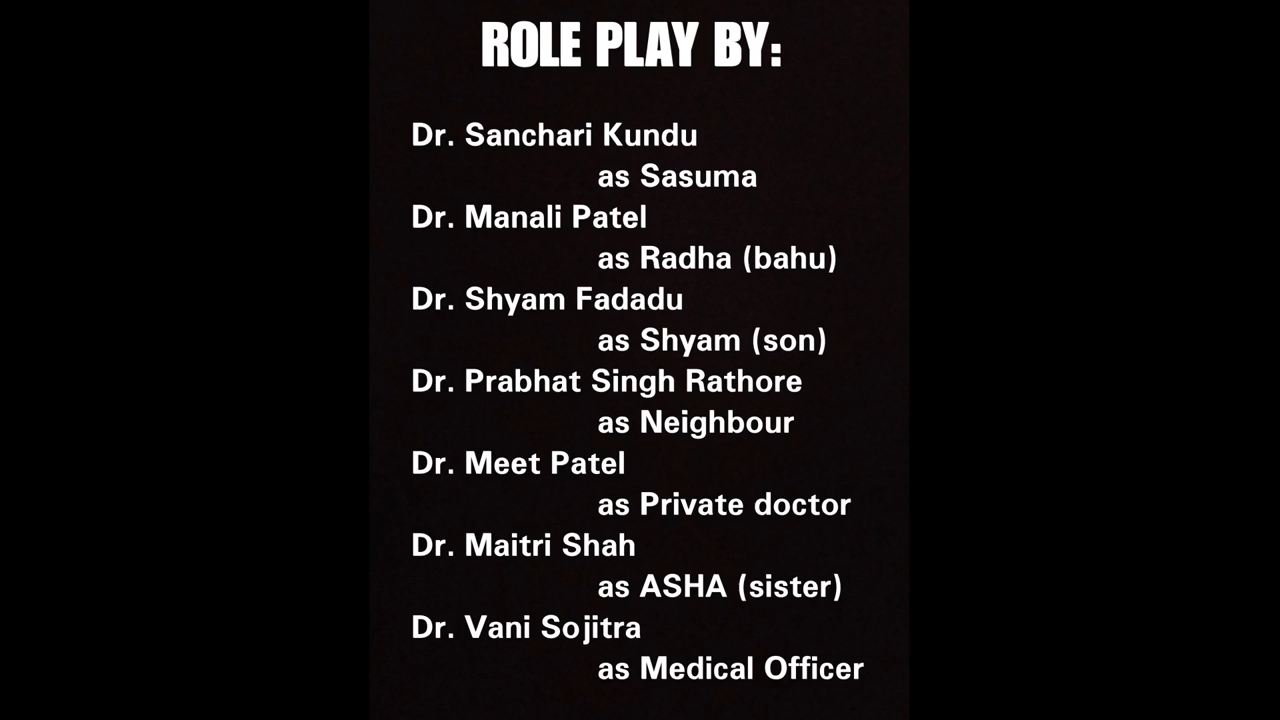 ROLE PLAY BY:
Dr. Sanchari Kundu
as Sasuma
Dr. Manali Patel
as Radha (bahu)
Dr. Shyam Fadadu
as Shyam (son)
Dr. Prabhat Singh Rathore
as Neighbour
Dr. Meet Patel
as Private doctor
Dr. Maitri Shah
as ASHA (sister)
Dr. Vani Sojitra
as Medical Officer